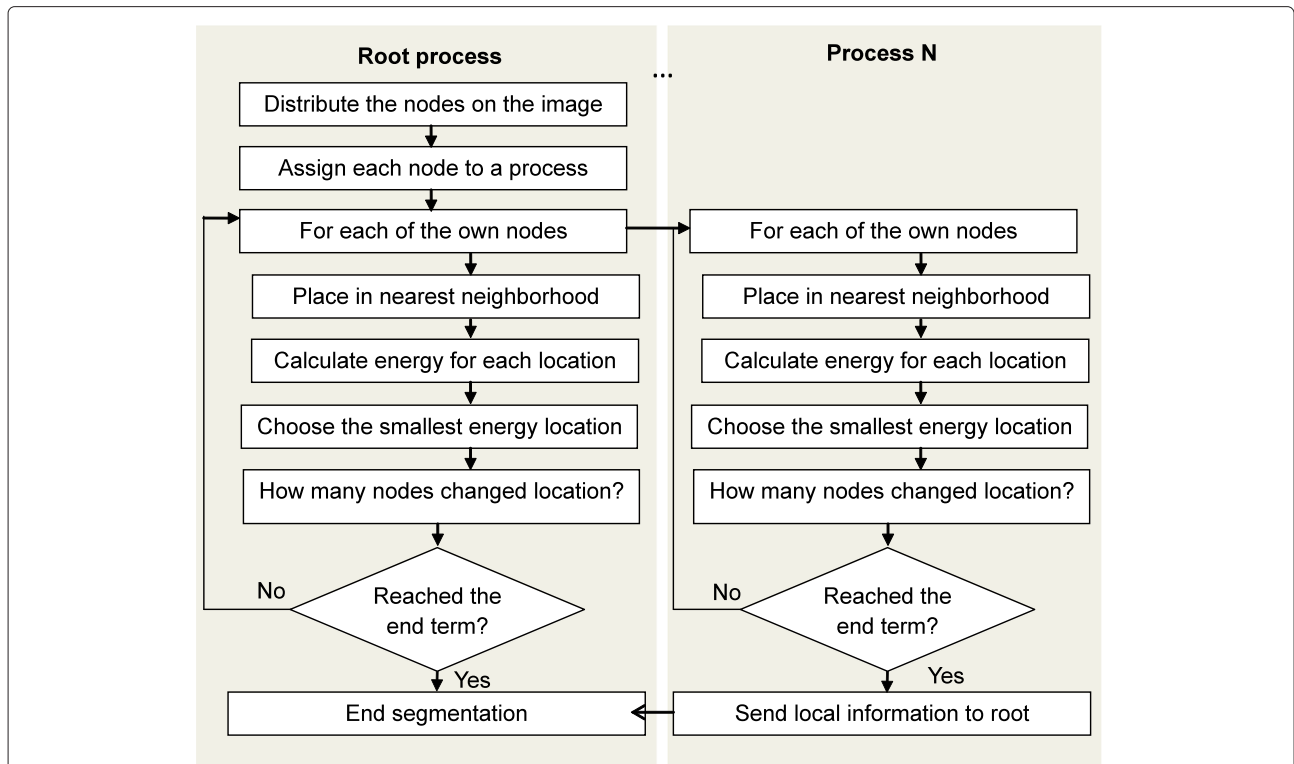 Root process
Distribute the nodes on the image
Assign each node to a process
For each of the own nodes
Place in nearest neighborhood
Calculate energy for each location
Choose the smallest energy location
How many nodes changed location?
Reached the
end term?
No
Yes
End segmentation
...
Process N
For each of the own nodes
Place in nearest neighborhood
Calculate energy for each location
Choose the smallest energy location
How many nodes changed location?
Reached the
end term?
No
Yes
Send local information to root